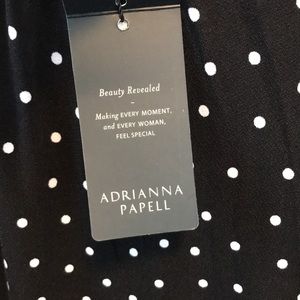 Beauty Revealed
–
Making EVERY MOMENT,
and EVERY WOMAN,
FEEL SPECIAL
ADRIANNA
PAPELL